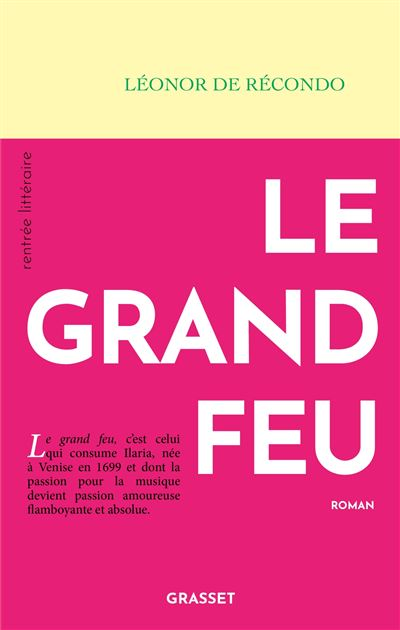 LÉONOR DE RÉCONDO
rentrée littéraire
LE
GRAND
FEU
Le grand feu, c'est celui
qui consume Ilaria, née
à Venise en 1699 et dont la
passion pour la musique
devient passion amoureuse
flamboyante et absolue.
ROMAN
GRASSET